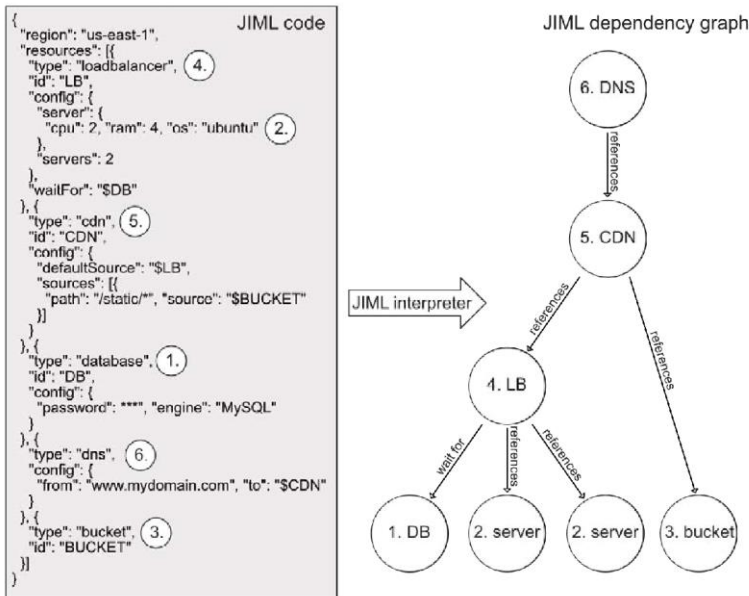 JIML code
{
"region": "us-east-1",
"resources": [{
"type": "loadbalancer", 4.
"id": "LB",
"config": {
"server": {
"cpu": 2, "ram": 4, "os": "ubuntu" 2.
},
"servers": 2
},
"waitFor": "$DB"
}, {
"type": "cdn", 5.
"id": "CDN",
"config": {
"defaultSource": "$LB",
"sources": [{
"path": "/static/*", "source": "$BUCKET"
}]
}
}, {
"type": "database", 1.
"id": "DB",
"config": {
"password": ***", "engine": "MySQL"
}
}, {
"type": "dns", 6.
"config": {
"from": "www.mydomain.com", "to": "$CDN"
}
}, {
"type": "bucket", 3.
"id": "BUCKET"
}]
}
JIML interpreter
JIML dependency graph
6. DNS
references
5. CDN
references
references
4. LB
wait for
references
references
1. DB
2. server
2. server
3. bucket